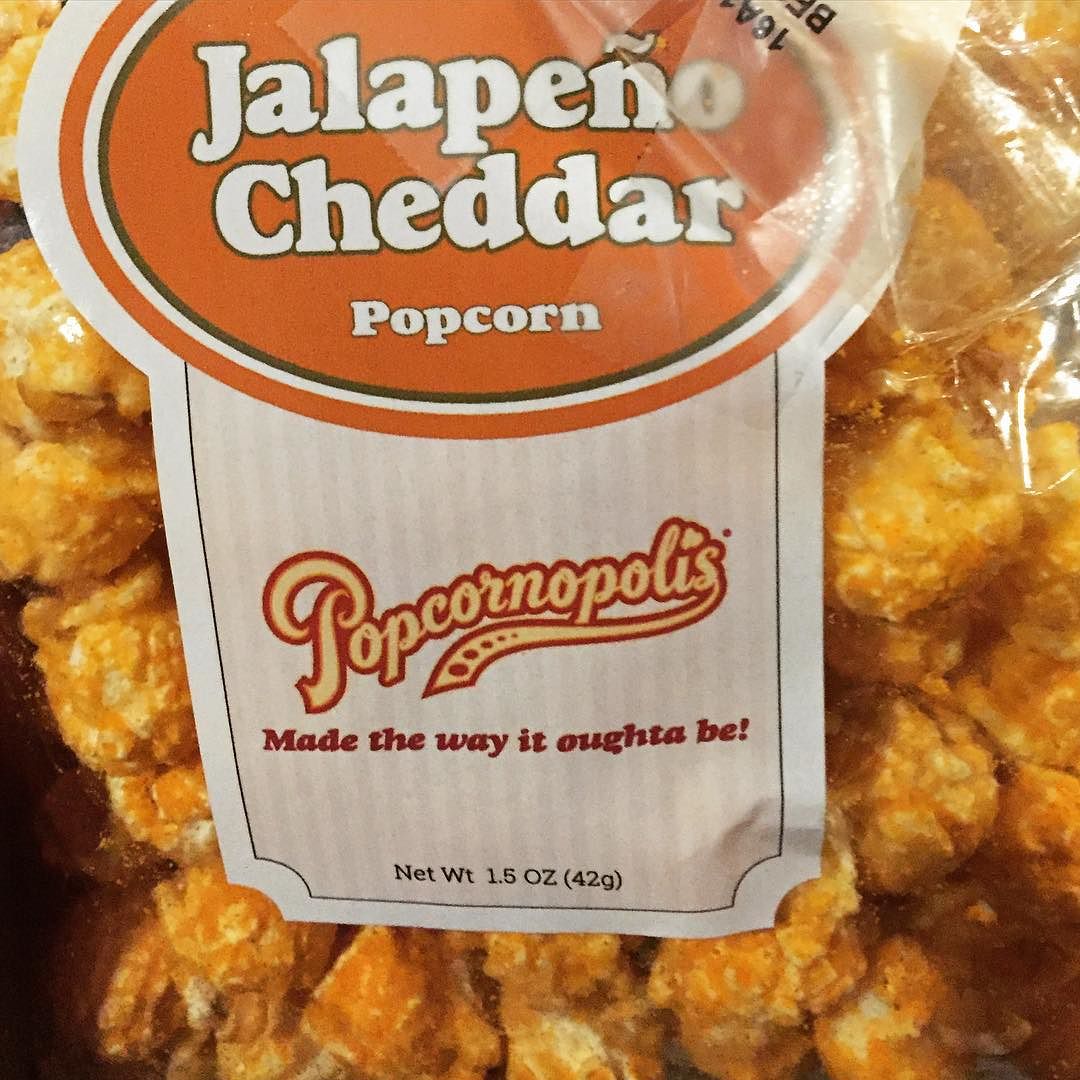 Jalapeño
Cheddar
Popcorn
Popcornopolis
Made the way it oughta be!
Net Wt 1.5 OZ (42g)